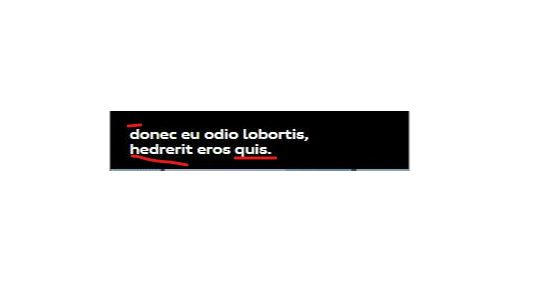 donec eu odio lobortis,
hedrerit eros quis.